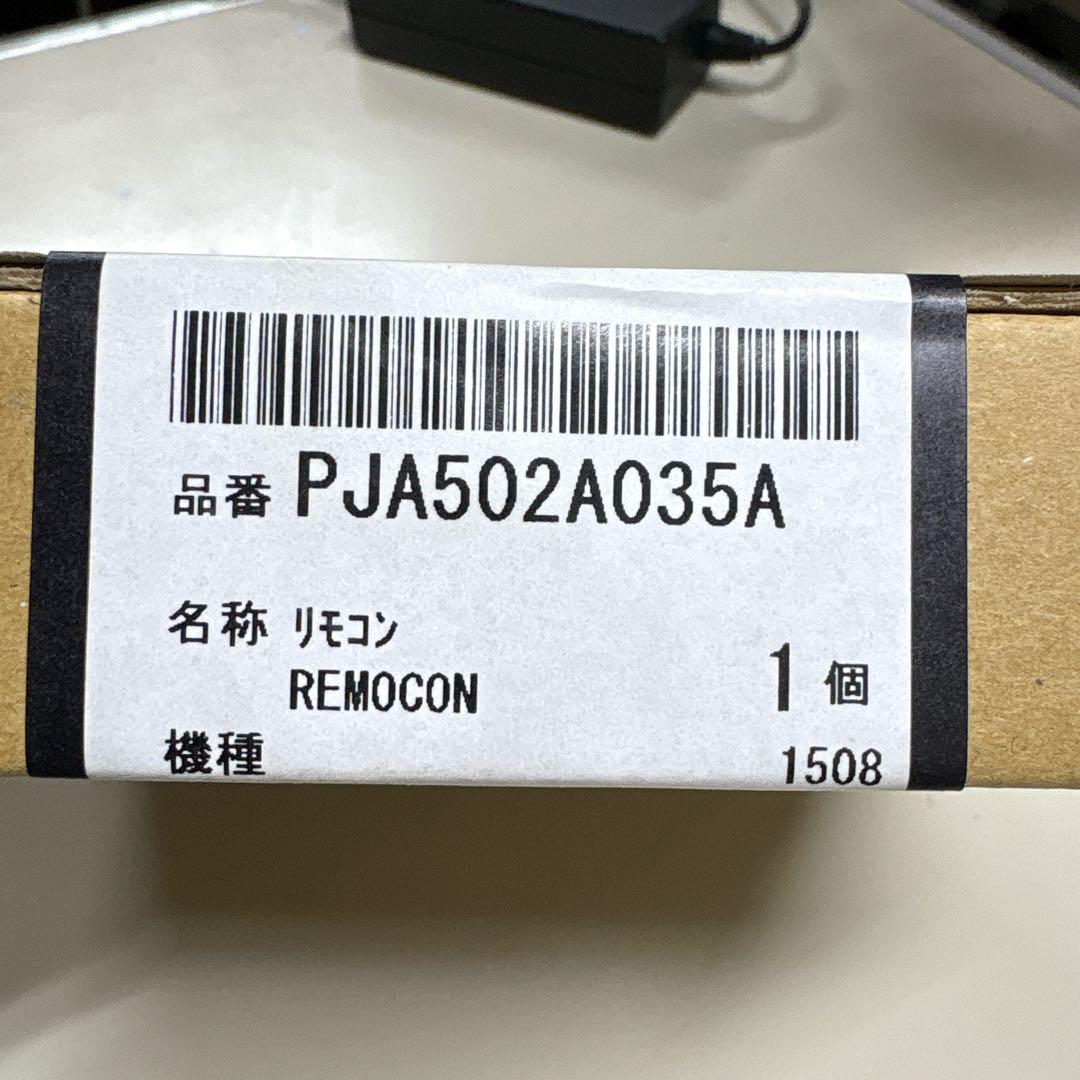 品番 PJA502A035A
名称 ﾘﾓｺﾝ
REMOCON
1 個
機種
1508